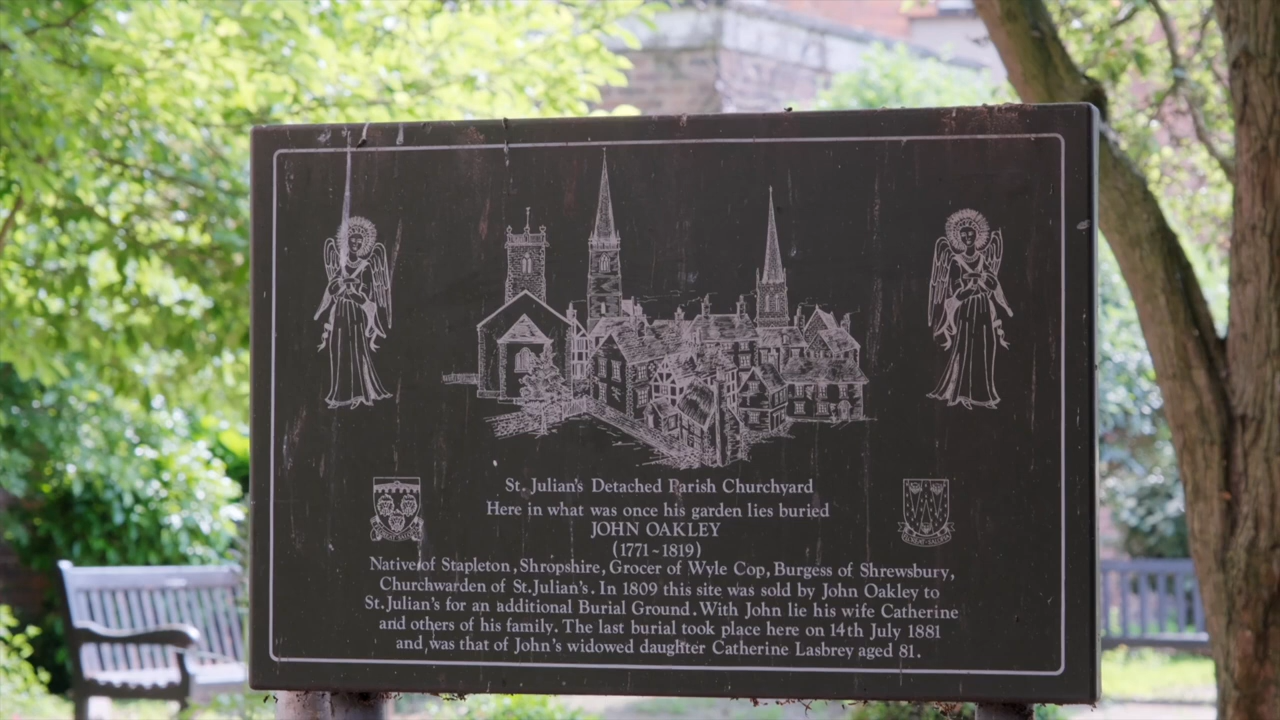 St. Julian's Detached Parish Churchyard
Here in what was once his garden lies buried
JOHN OAKLEY
(1771~1819)
Native of Stapleton, Shropshire, Grocer of Wyle Cop, Burgess of Shrewsbury,
Churchwarden of St. Julian's. In 1809 this site was sold by John Oakley to
St. Julian's for an additional Burial Ground. With John lie his wife Catherine
and others of his family. The last burial took place here on 14th July 1881
and was that of John's widowed daughter Catherine Lasbrey aged 81.